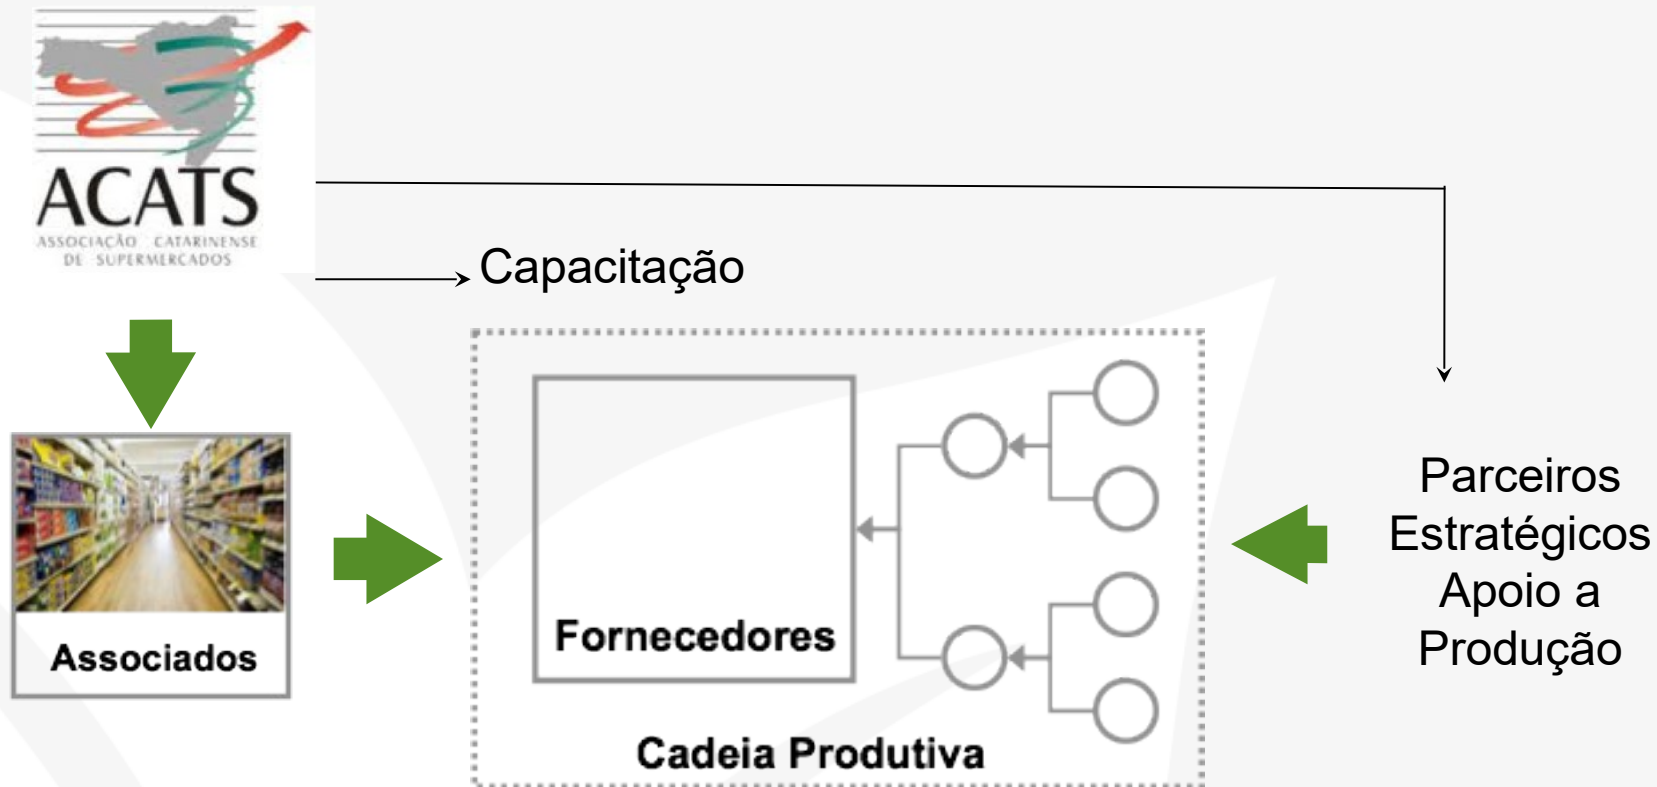 ACATS
ASSOCIAÇÃO CATARINENSE
DE SUPERMERCADOS
Capacitação
Associados
Fornecedores
Cadeia Produtiva
Parceiros
Estratégicos
Apoio a
Produção